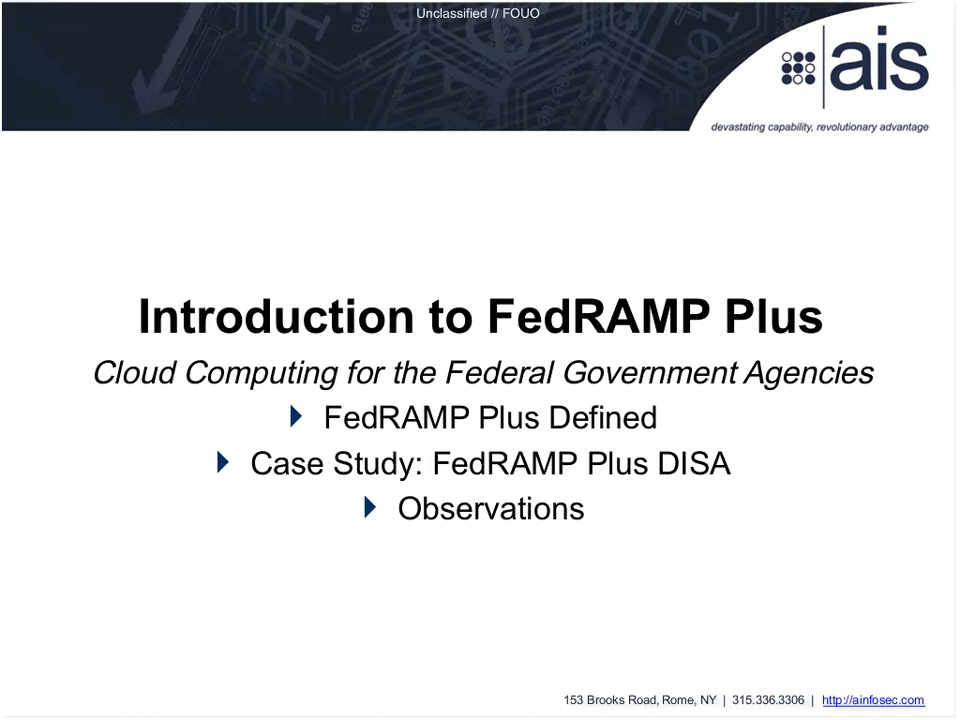 Unclassified // FOUO
ais
devastating capability, revolutionary advantage
Introduction to FedRAMP Plus
Cloud Computing for the Federal Government Agencies
FedRAMP Plus Defined
Case Study: FedRAMP Plus DISA
Observations
153 Brooks Road, Rome, NY | 315.336.3306 | http://ainfosec.com